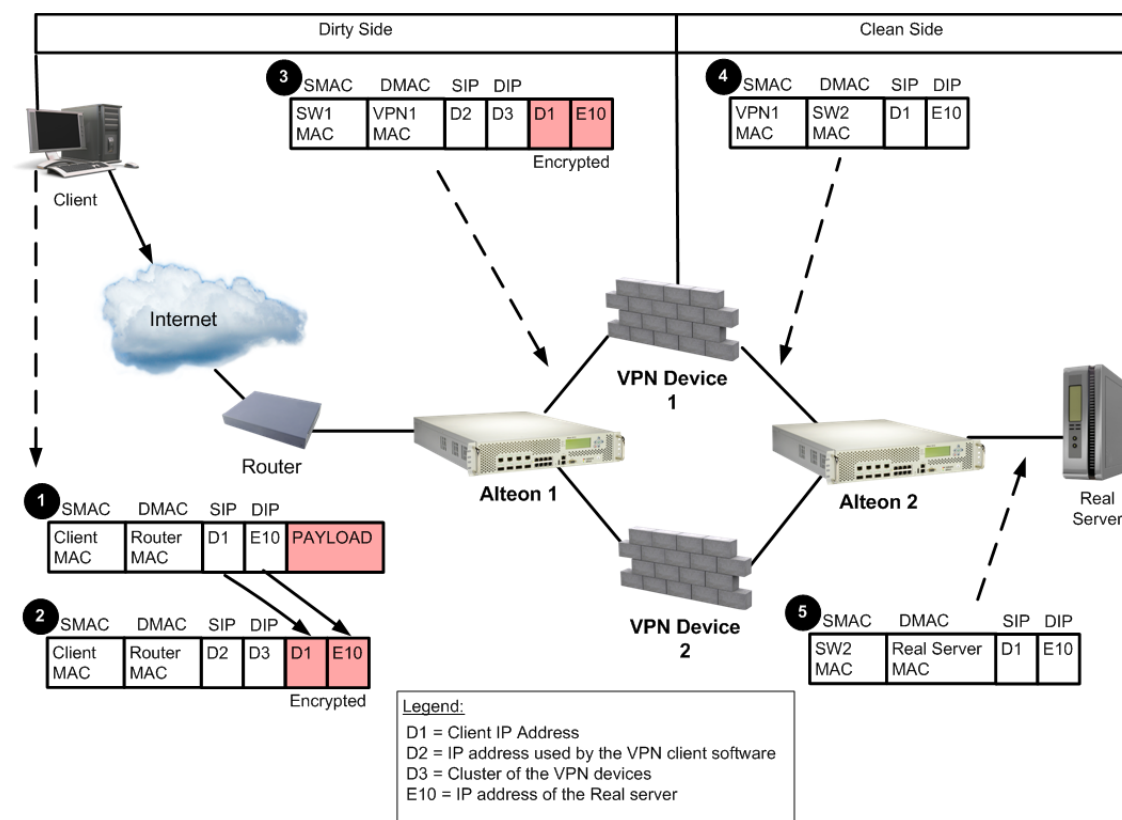 Dirty Side
Clean Side
3
SMAC DMAC SIP DIP
SW1 MAC
VPN1 MAC
D2
D3
D1
E10
Encrypted
4
SMAC DMAC SIP DIP
VPN1 MAC
SW2 MAC
D1
E10
Client
Internet
Router
Alteon 1
VPN Device
1
Alteon 2
Real
Server
VPN Device
2
1
SMAC DMAC SIP DIP
Client MAC
Router MAC
D1
E10
PAYLOAD
2
SMAC DMAC SIP DIP
Client MAC
Router MAC
D2
D3
D1
E10
Encrypted
5
SMAC DMAC SIP DIP
SW2 MAC
Real Server MAC
D1
E10
Legend:
D1 = Client IP Address
D2 = IP address used by the VPN client software
D3 = Cluster of the VPN devices
E10 = IP address of the Real server